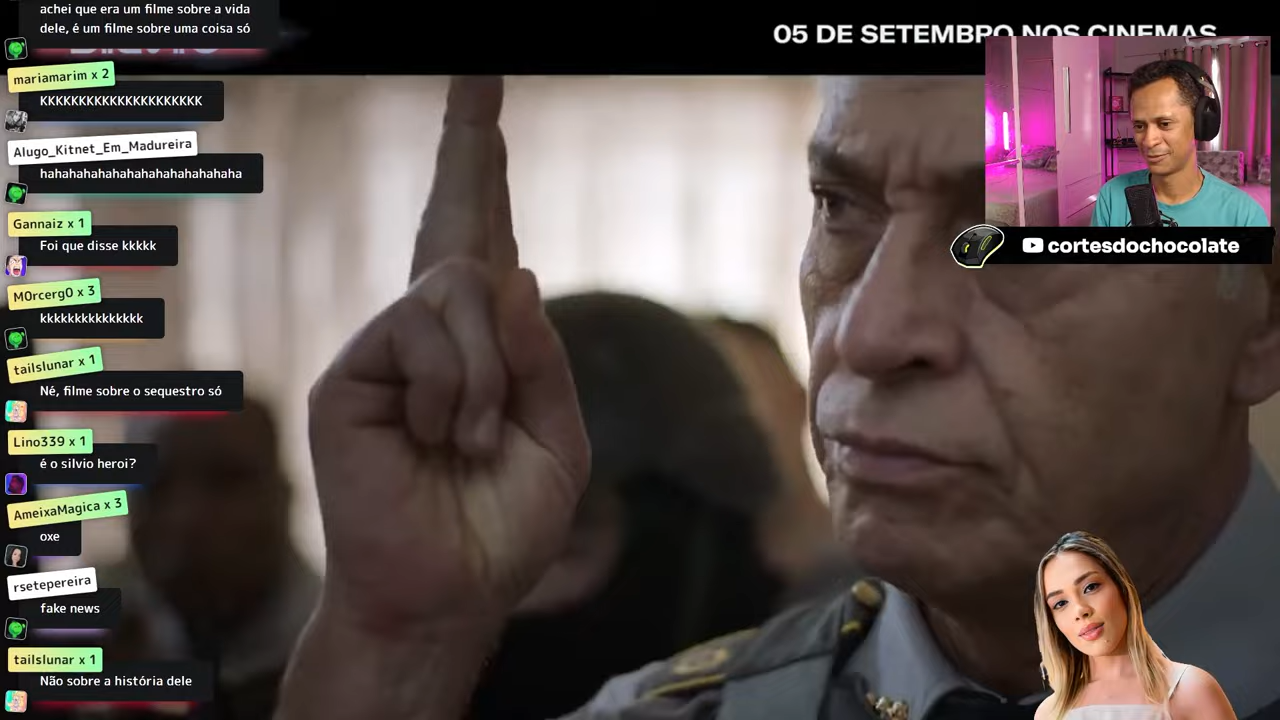 achei que era um filme sobre a vida
dele, é um filme sobre uma coisa só
05 DE SETEMBRO NOS CINEMAS
mariamarim x 2
KKKKKKKKKKKKKKKKKKKKK
Alugo_Kitnet_Em_Madureira
hahahahahahahahahahahahahaha
Gannaiz x 1
Foi que disse kkkkk
M0rcerg0 x 3
kkkkkkkkkkkkkk
tailslunar x 1
Né, filme sobre o sequestro só
Lino339 x 1
é o silvio heroi?
AmeixaMagica x 3
oxe
rsetepereira
fake news
tailslunar x 1
Não sobre a história dele
cortesdochocolate